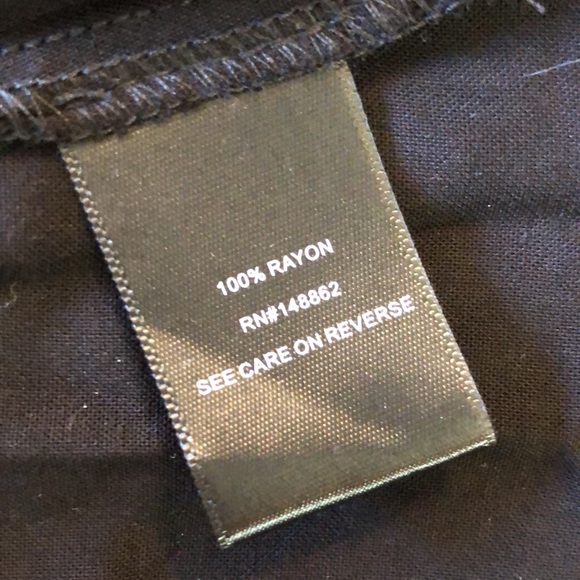 100% RAYON
RN#148862
SEE CARE ON REVERSE